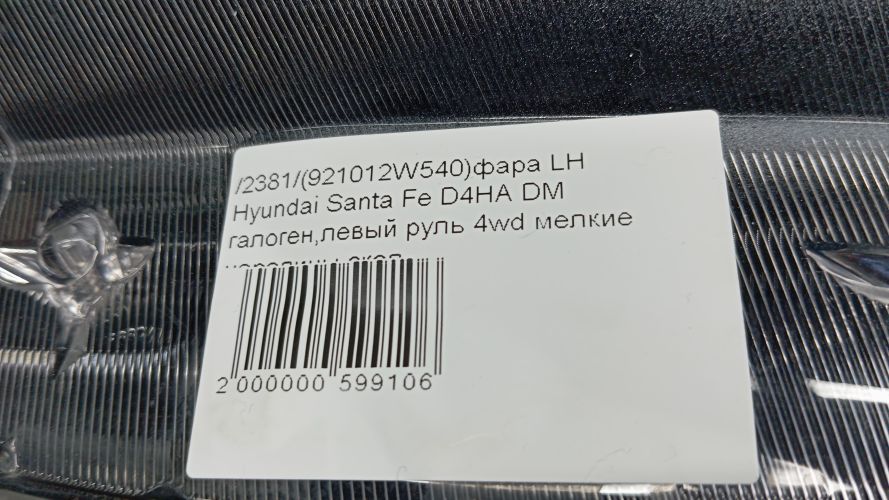 /2381/(921012W540)фара LH
Hyundai Santa Fe D4HA DM
галоген,левый руль 4wd мелкие
2 000000 599106